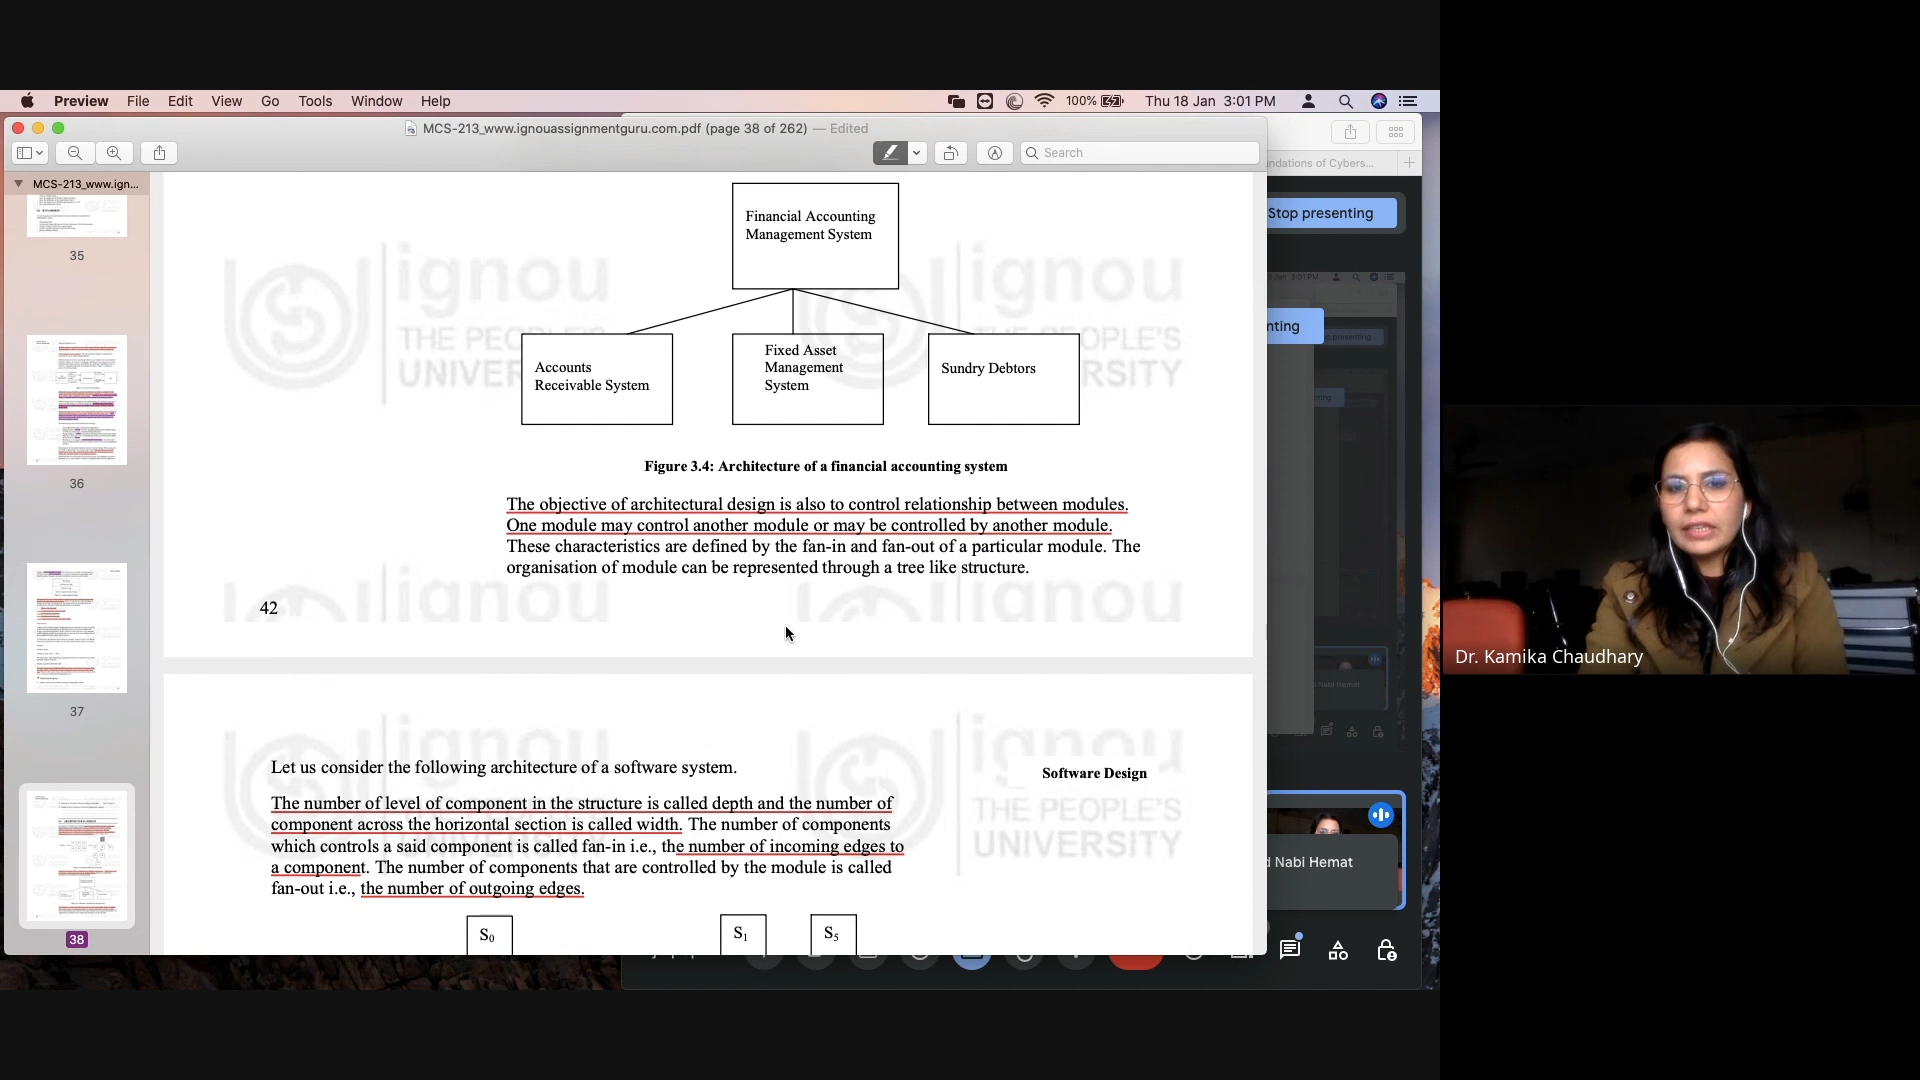 Preview File Edit View Go Tools Window Help
100% Thu 18 Jan 3:01 PM
MCS-213_www.ignouassignmentguru.com.pdf (page 38 of 262) — Edited
Search
ndations of Cybers...
MCS-213_www.ign...
35
36
37
38
Stop presenting
nting
Financial Accounting
Management System
Accounts
Receivable System
Fixed Asset
Management
System
Sundry Debtors
Figure 3.4: Architecture of a financial accounting system
The objective of architectural design is also to control relationship between modules.
One module may control another module or may be controlled by another module.
These characteristics are defined by the fan-in and fan-out of a particular module. The
organisation of module can be represented through a tree like structure.
42
ignou
THE PEOPLE'S
UNIVERSITY
Let us consider the following architecture of a software system.
Software Design
The number of level of component in the structure is called depth and the number of
component across the horizontal section is called width. The number of components
which controls a said component is called fan-in i.e., the number of incoming edges to
a component. The number of components that are controlled by the module is called
fan-out i.e., the number of outgoing edges.
S0
S1
S5
d Nabi Hemat
Dr. Kamika Chaudhary